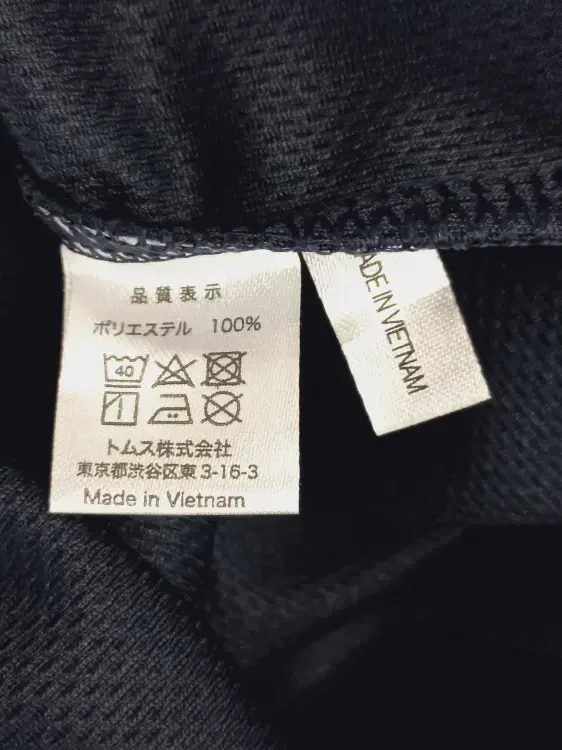 品質表示
ポリエステル 100%
40
トムス株式会社
東京都渋谷区東3-16-3
Made in Vietnam
ADE IN VIETNAM